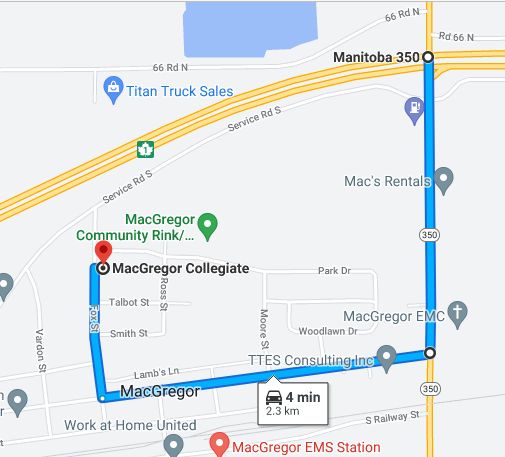 66 Rd N
Rd 66 N
Manitoba 350
66 Rd N
Titan Truck Sales
Service Rd S
1
Service Rd S
Mac's Rentals
MacGregor
Community Rink/...
350
MacGregor Collegiate
Park Dr
Ross St
Talbot St
Fox St
MacGregor EMC
Moore St
Smith St
Woodlawn Dr
Vardon St
TTES Consulting Inc
Lamb's Ln
MacGregor
4 min
2.3 km
350
S Railway St
Work at Home United
MacGregor EMS Station